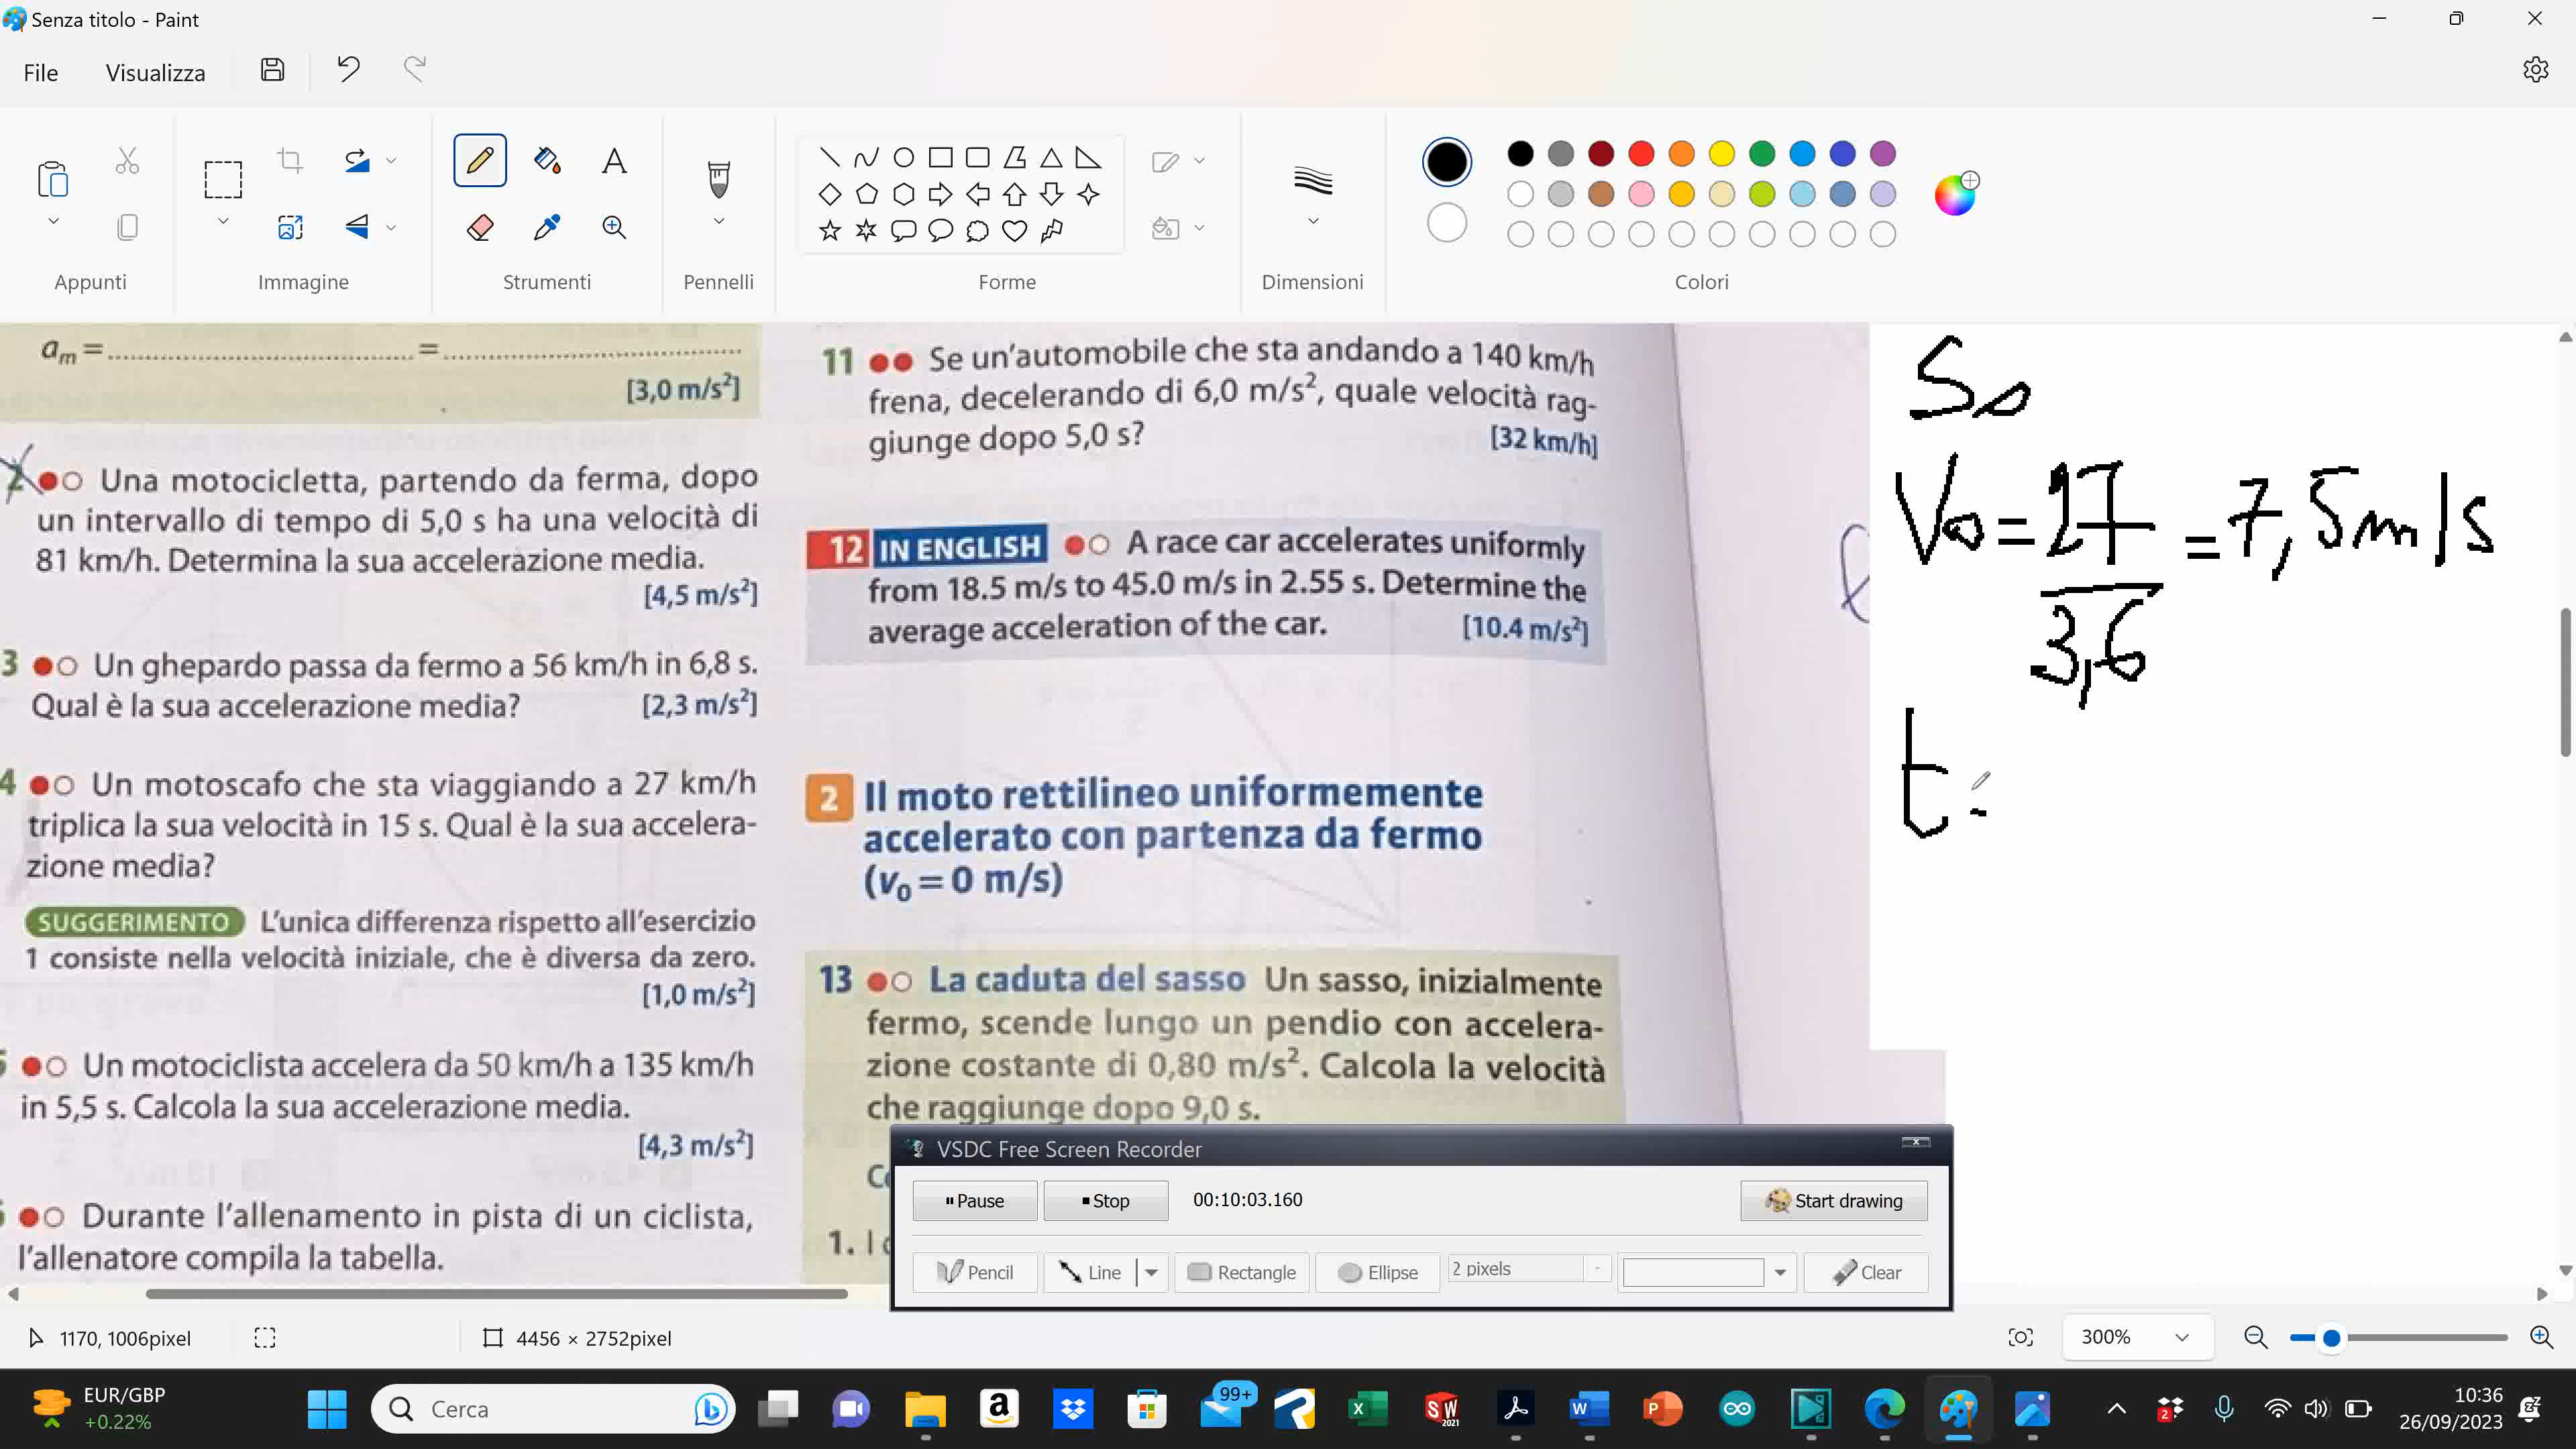 Senza titolo - Paint
File Visualizza
Appunti Immagine Strumenti Pennelli Forme Dimensioni Colori
aₘ = ........................................ = ........................................
[3,0 m/s²]
2 Una motocicletta, partendo da ferma, dopo
un intervallo di tempo di 5,0 s ha una velocità di
81 km/h. Determina la sua accelerazione media.
[4,5 m/s²]
3 Un ghepardo passa da fermo a 56 km/h in 6,8 s.
Qual è la sua accelerazione media? [2,3 m/s²]
4 Un motoscafo che sta viaggiando a 27 km/h
triplica la sua velocità in 15 s. Qual è la sua accelera-
zione media?
SUGGERIMENTO L'unica differenza rispetto all'esercizio
1 consiste nella velocità iniziale, che è diversa da zero.
[1,0 m/s²]
Un motociclista accelera da 50 km/h a 135 km/h
in 5,5 s. Calcola la sua accelerazione media.
[4,3 m/s²]
Durante l'allenamento in pista di un ciclista,
l'allenatore compila la tabella.
11 Se un'automobile che sta andando a 140 km/h
frena, decelerando di 6,0 m/s², quale velocità rag-
giunge dopo 5,0 s? [32 km/h]
12 IN ENGLISH A race car accelerates uniformly
from 18.5 m/s to 45.0 m/s in 2.55 s. Determine the
average acceleration of the car. [10.4 m/s²]
2 Il moto rettilineo uniformemente
accelerato con partenza da fermo
(v₀ = 0 m/s)
13 La caduta del sasso Un sasso, inizialmente
fermo, scende lungo un pendio con accelera-
zione costante di 0,80 m/s². Calcola la velocità
che raggiunge dopo 9,0 s.
1.
V₀ = 27 = 7,5 m/s
3,6
t
VSDC Free Screen Recorder
Pause Stop 00:10:03.160 Start drawing
Pencil Line Rectangle Ellipse 2 pixels Clear
1170, 1006pixel 4456 × 2752pixel 300%
EUR/GBP
+0.22%
Cerca
99+
SW
2021
2
10:36
26/09/2023